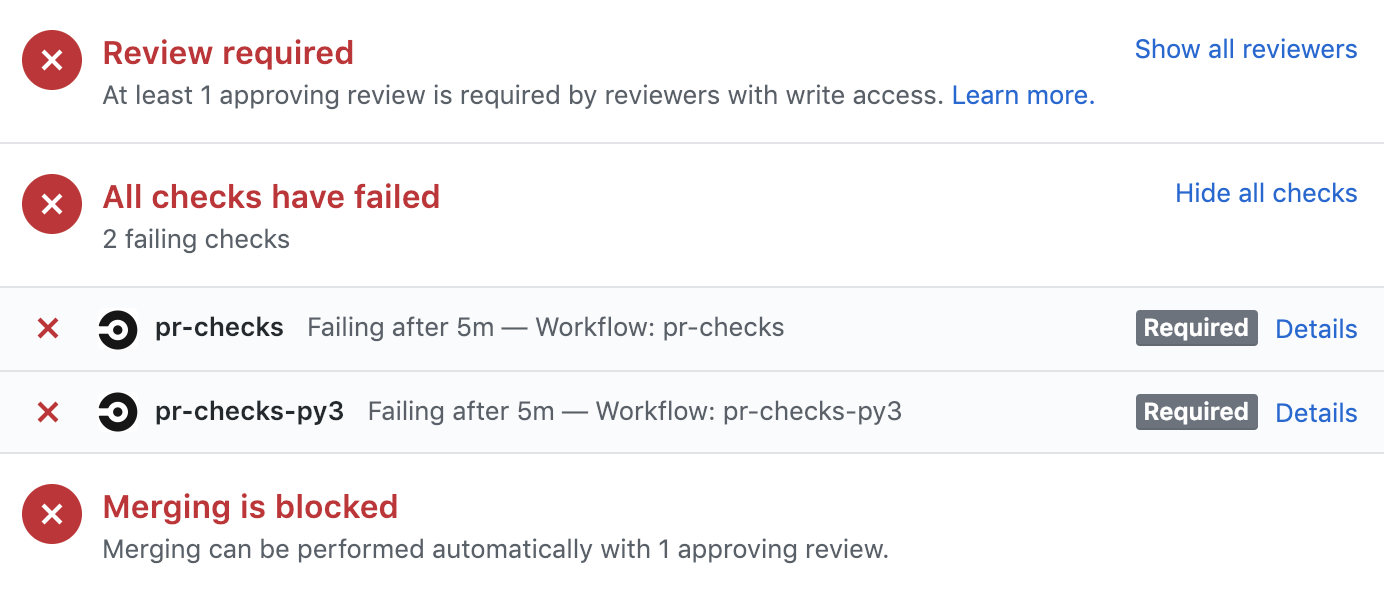 Review required
Show all reviewers
At least 1 approving review is required by reviewers with write access. Learn more.
All checks have failed
Hide all checks
2 failing checks
pr-checks Failing after 5m — Workflow: pr-checks Required Details
pr-checks-py3 Failing after 5m — Workflow: pr-checks-py3 Required Details
Merging is blocked
Merging can be performed automatically with 1 approving review.